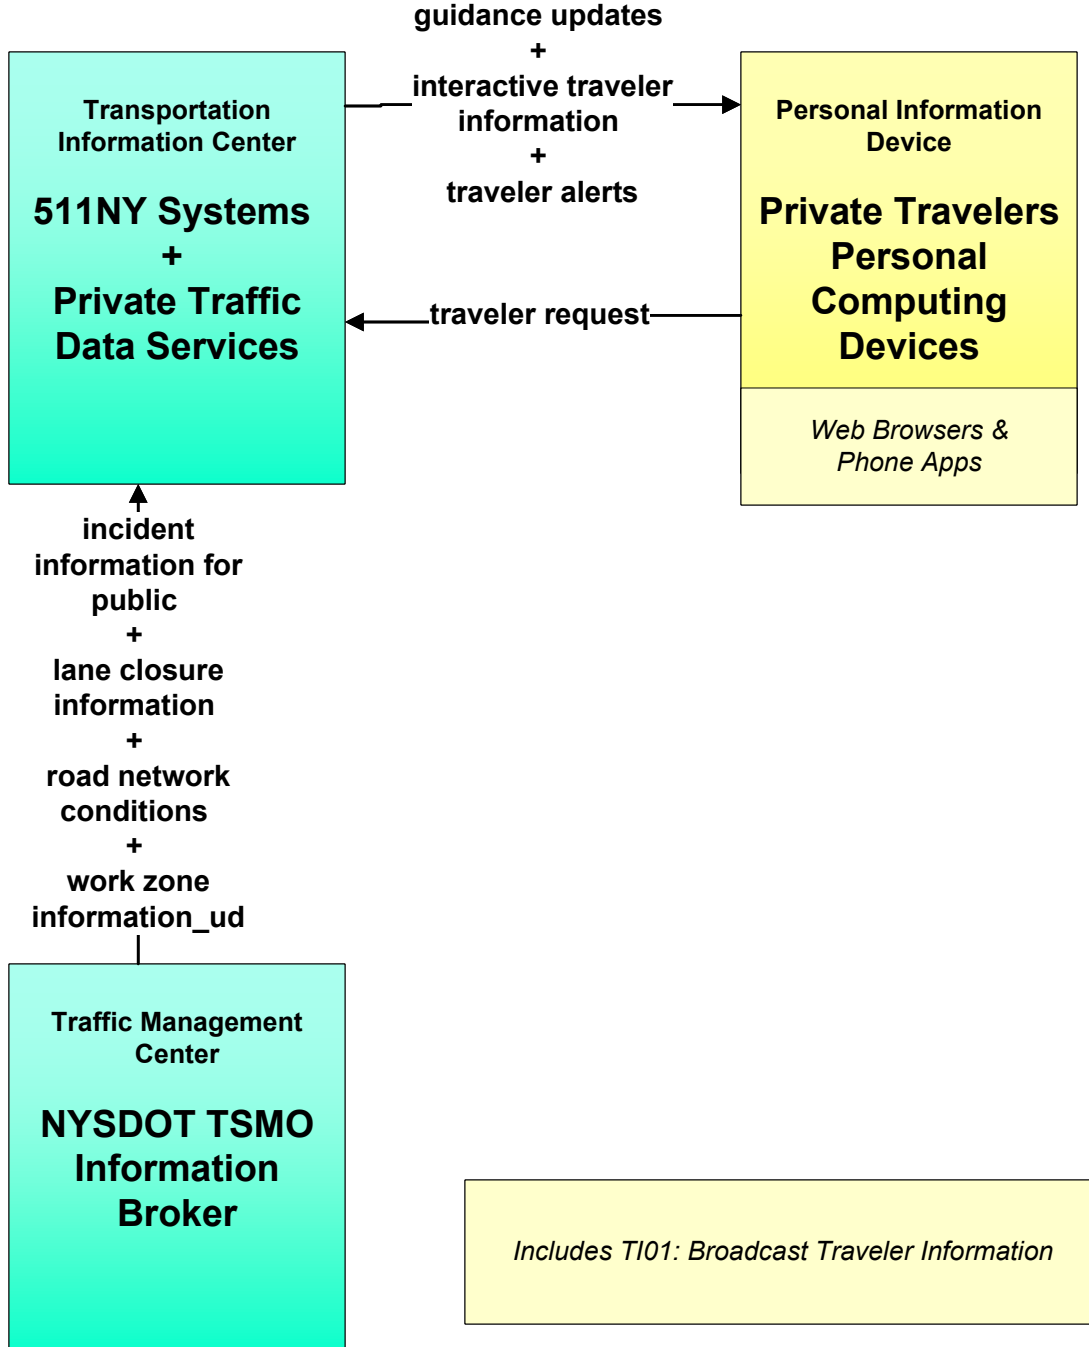 guidance updates
+
interactive traveler
information
+
traveler alerts
Transportation
Information Center
511NY Systems
+
Private Traffic
Data Services
Personal Information
Device
Private Travelers
Personal
Computing
Devices
Web Browsers &
Phone Apps
traveler request
incident
information for
public
+
lane closure
information
+
road network
conditions
+
work zone
information_ud
Traffic Management
Center
NYSDOT TSMO
Information
Broker
Includes TI01: Broadcast Traveler Information